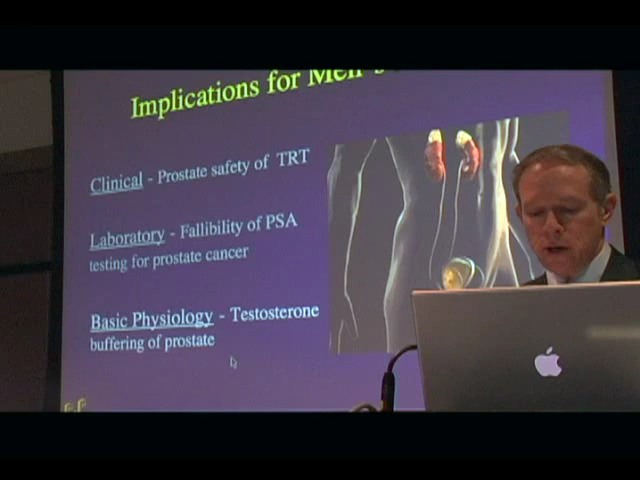 Implications for Men's
Clinical - Prostate safety of TRT
Laboratory - Fallibility of PSA
testing for prostate cancer
Basic Physiology - Testosterone
buffering of prostate